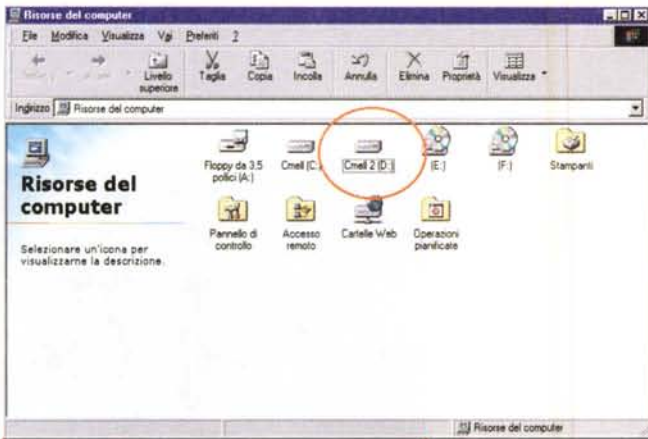 Risorse del computer
File Modifica Visualizza Vai Preferiti ?
Livello superiore Taglia Copia Incolla Annulla Elimina Proprietà Visualizza
Indirizzo Risorse del computer
Risorse del
computer
Selezionare un'icona per
visualizzarne la descrizione.
Floppy da 3.5
pollici (A:)
Cmell (C:)
Cmell 2 (D:)
(E:)
(F:)
Stampanti
Pannello di
controllo
Accesso
remoto
Cartelle Web
Operazioni
pianificate
Risorse del computer